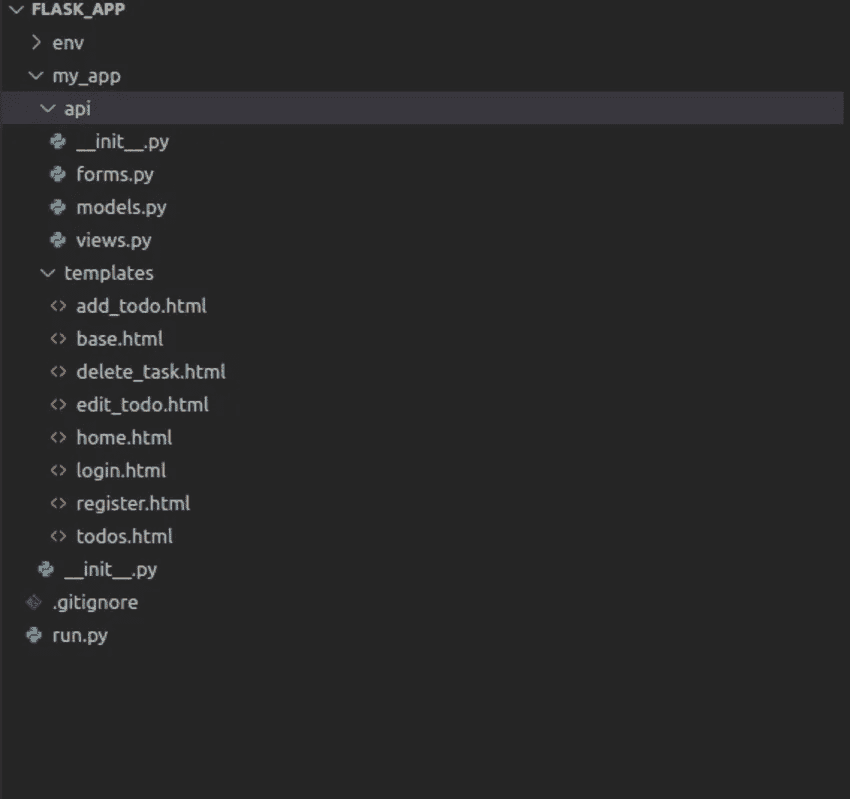 FLASK_APP
env
my_app
api
__init__.py
forms.py
models.py
views.py
templates
add_todo.html
base.html
delete_task.html
edit_todo.html
home.html
login.html
register.html
todos.html
__init__.py
.gitignore
run.py